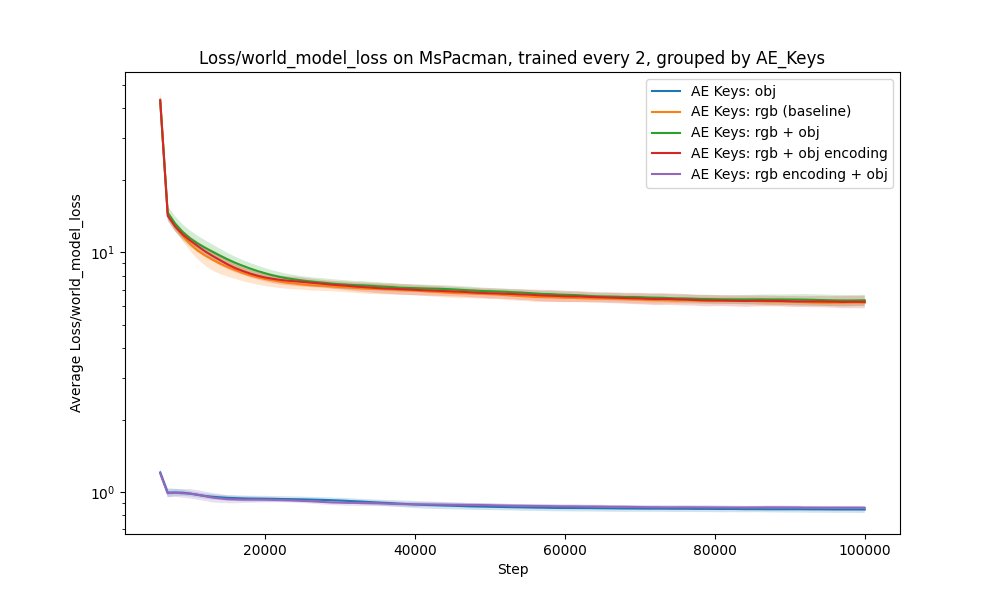 Loss/world_model_loss on MsPacman, trained every 2, grouped by AE_Keys
AE Keys: obj
AE Keys: rgb (baseline)
AE Keys: rgb + obj
AE Keys: rgb + obj encoding
AE Keys: rgb encoding + obj
Average Loss/world_model_loss
10¹
10⁰
20000
40000
60000
80000
100000
Step